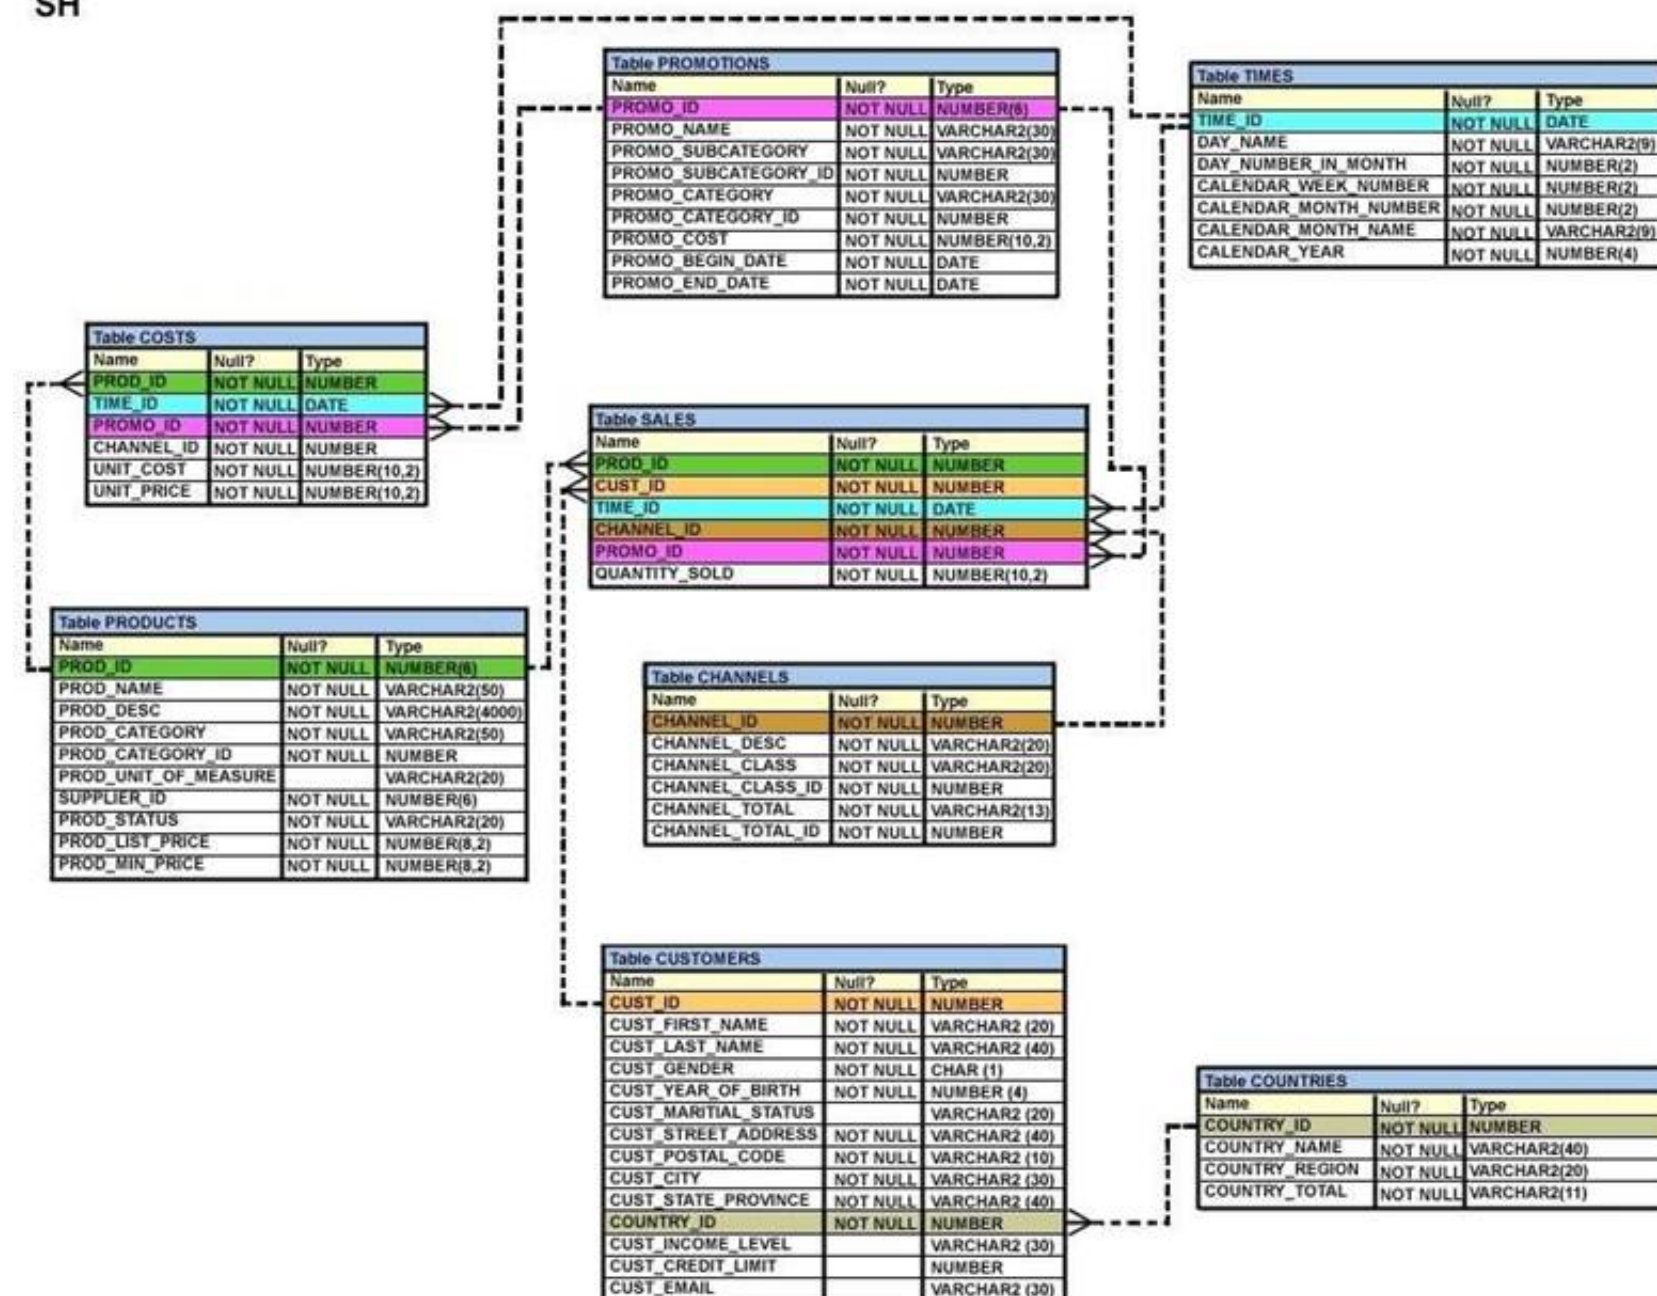 SH
Table PROMOTIONS
Name Null? Type
PROMO_ID NOT NULL NUMBER(6)
PROMO_NAME NOT NULL VARCHAR2(30)
PROMO_SUBCATEGORY NOT NULL VARCHAR2(30)
PROMO_SUBCATEGORY_ID NOT NULL NUMBER
PROMO_CATEGORY NOT NULL VARCHAR2(30)
PROMO_CATEGORY_ID NOT NULL NUMBER
PROMO_COST NOT NULL NUMBER(10,2)
PROMO_BEGIN_DATE NOT NULL DATE
PROMO_END_DATE NOT NULL DATE
Table TIMES
Name Null? Type
TIME_ID NOT NULL DATE
DAY_NAME NOT NULL VARCHAR2(9)
DAY_NUMBER_IN_MONTH NOT NULL NUMBER(2)
CALENDAR_WEEK_NUMBER NOT NULL NUMBER(2)
CALENDAR_MONTH_NUMBER NOT NULL NUMBER(2)
CALENDAR_MONTH_NAME NOT NULL VARCHAR2(9)
CALENDAR_YEAR NOT NULL NUMBER(4)
Table COSTS
Name Null? Type
PROD_ID NOT NULL NUMBER
TIME_ID NOT NULL DATE
PROMO_ID NOT NULL NUMBER
CHANNEL_ID NOT NULL NUMBER
UNIT_COST NOT NULL NUMBER(10,2)
UNIT_PRICE NOT NULL NUMBER(10,2)
Table SALES
Name Null? Type
PROD_ID NOT NULL NUMBER
CUST_ID NOT NULL NUMBER
TIME_ID NOT NULL DATE
CHANNEL_ID NOT NULL NUMBER
PROMO_ID NOT NULL NUMBER
QUANTITY_SOLD NOT NULL NUMBER(10,2)
Table PRODUCTS
Name Null? Type
PROD_ID NOT NULL NUMBER(6)
PROD_NAME NOT NULL VARCHAR2(50)
PROD_DESC NOT NULL VARCHAR2(4000)
PROD_CATEGORY NOT NULL VARCHAR2(50)
PROD_CATEGORY_ID NOT NULL NUMBER
PROD_UNIT_OF_MEASURE VARCHAR2(20)
SUPPLIER_ID NOT NULL NUMBER(6)
PROD_STATUS NOT NULL VARCHAR2(20)
PROD_LIST_PRICE NOT NULL NUMBER(8,2)
PROD_MIN_PRICE NOT NULL NUMBER(8,2)
Table CHANNELS
Name Null? Type
CHANNEL_ID NOT NULL NUMBER
CHANNEL_DESC NOT NULL VARCHAR2(20)
CHANNEL_CLASS NOT NULL VARCHAR2(20)
CHANNEL_CLASS_ID NOT NULL NUMBER
CHANNEL_TOTAL NOT NULL VARCHAR2(13)
CHANNEL_TOTAL_ID NOT NULL NUMBER
Table CUSTOMERS
Name Null? Type
CUST_ID NOT NULL NUMBER
CUST_FIRST_NAME NOT NULL VARCHAR2 (20)
CUST_LAST_NAME NOT NULL VARCHAR2 (40)
CUST_GENDER NOT NULL CHAR (1)
CUST_YEAR_OF_BIRTH NOT NULL NUMBER (4)
CUST_MARITIAL_STATUS VARCHAR2 (20)
CUST_STREET_ADDRESS NOT NULL VARCHAR2 (40)
CUST_POSTAL_CODE NOT NULL VARCHAR2 (10)
CUST_CITY NOT NULL VARCHAR2 (30)
CUST_STATE_PROVINCE NOT NULL VARCHAR2 (40)
COUNTRY_ID NOT NULL NUMBER
CUST_INCOME_LEVEL VARCHAR2 (30)
CUST_CREDIT_LIMIT NUMBER
CUST_EMAIL VARCHAR2 (30)
Table COUNTRIES
Name Null? Type
COUNTRY_ID NOT NULL NUMBER
COUNTRY_NAME NOT NULL VARCHAR2(40)
COUNTRY_REGION NOT NULL VARCHAR2(20)
COUNTRY_TOTAL NOT NULL VARCHAR2(11)